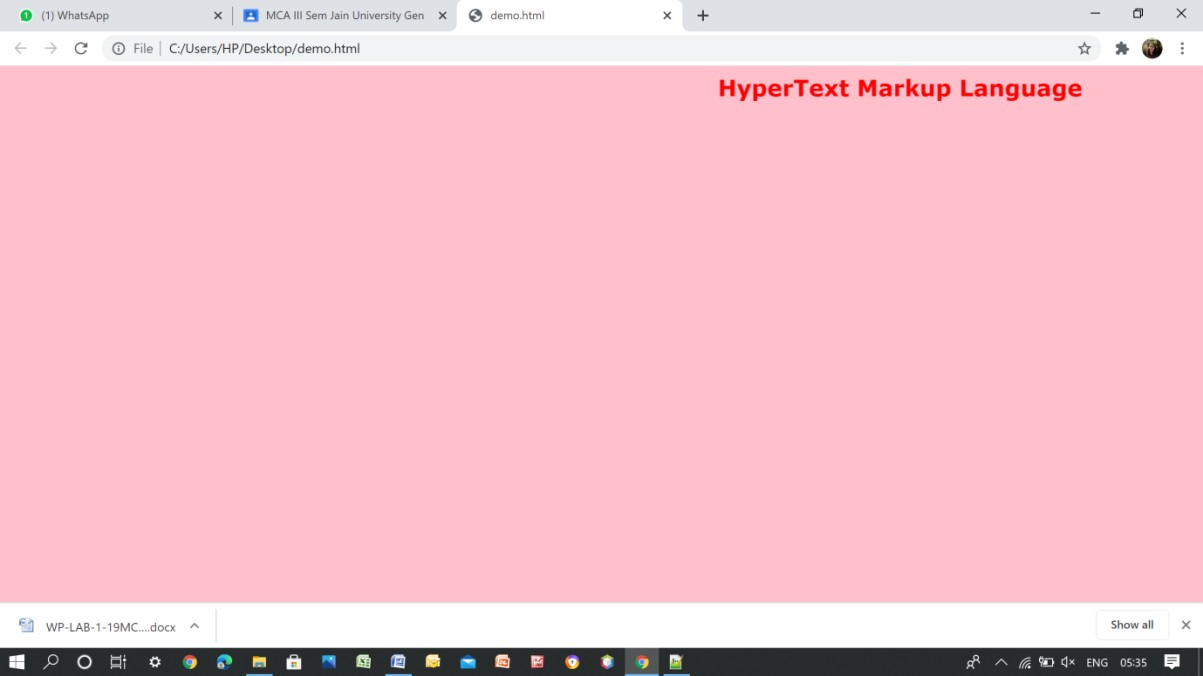 (1) WhatsApp
MCA III Sem Jain University Gen
demo.html
File
C:/Users/HP/Desktop/demo.html
HyperText Markup Language
WP-LAB-1-19MC....docx
Show all
ENG
05:35